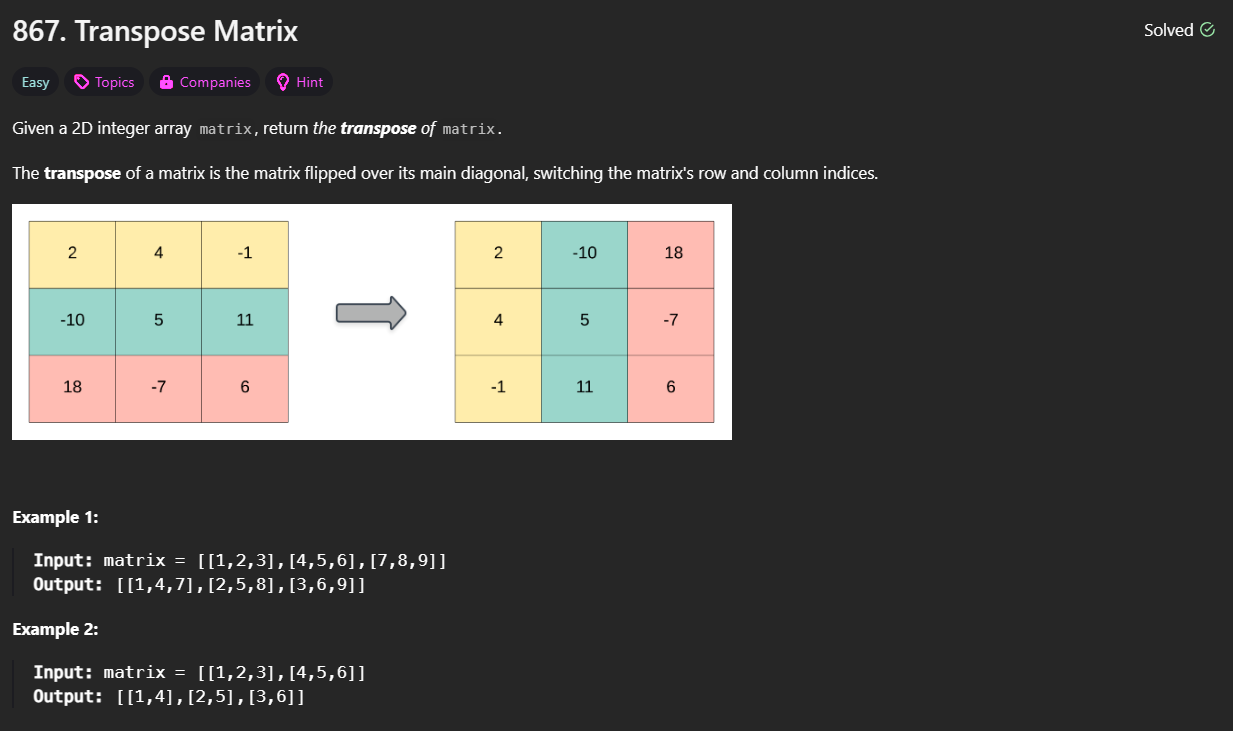 867. Transpose Matrix
Solved
Easy
Topics
Companies
Hint
Given a 2D integer array matrix, return the transpose of matrix.
The transpose of a matrix is the matrix flipped over its main diagonal, switching the matrix's row and column indices.
2 4 -1
-10 5 11
18 -7 6
2 -10 18
4 5 -7
-1 11 6
Example 1:
Input: matrix = [[1,2,3],[4,5,6],[7,8,9]]
Output: [[1,4,7],[2,5,8],[3,6,9]]
Example 2:
Input: matrix = [[1,2,3],[4,5,6]]
Output: [[1,4],[2,5],[3,6]]